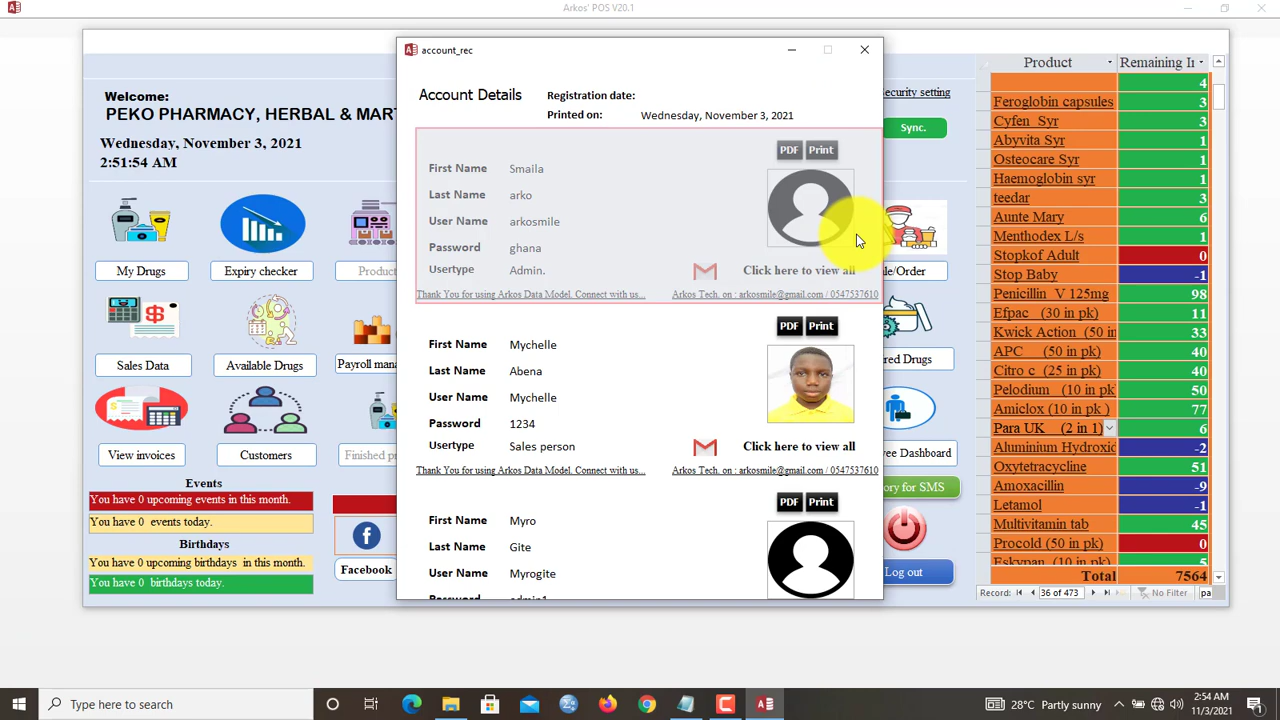 Arkos' POS V20.1
Welcome:
PEKO PHARMACY, HERBAL & MART
Wednesday, November 3, 2021
2:51:54 AM
My Drugs
Expiry checker
Product
Sales Data
Available Drugs
Payroll mana
View invoices
Customers
Finished p
Events
You have 0 upcoming events in this month.
You have 0 events today.
Birthdays
You have 0 upcoming birthdays in this month.
You have 0 birthdays today.
Facebook
account_rec
Account Details
Registration date:
Printed on: Wednesday, November 3, 2021
PDF Print
First Name Smaila
Last Name arko
User Name arkosmile
Password ghana
Usertype Admin.
Click here to view all
Thank You for using Arkos Data Model. Connect with us... Arkos Tech. on : arkosmile@gmail.com / 0547537610
PDF Print
First Name Mychelle
Last Name Abena
User Name Mychelle
Password 1234
Usertype Sales person
Click here to view all
Thank You for using Arkos Data Model. Connect with us... Arkos Tech. on : arkosmile@gmail.com / 0547537610
PDF Print
First Name Myro
Last Name Gite
User Name Myrogite
admin1
ecurity setting
Sync.
le/Order
red Drugs
ee Dashboard
ory for SMS
Log out
Product Remaining In
4
Feroglobin capsules 3
Cyfen Syr 3
Abyvita Syr 1
Osteocare Syr 1
Haemoglobin syr 1
teedar 3
Aunte Mary 6
Menthodex L/s 1
Stopkof Adult 0
Stop Baby -1
Penicillin V 125mg 98
Efpac (30 in pk) 11
Kwick Action (50 in 33
APC (50 in pk) 40
Citro c (25 in pk) 40
Pelodium (10 in pk 50
Amiclox (10 in pk ) 77
Para UK (2 in 1) 6
Aluminium Hydroxid -2
Oxytetracycline 51
Amoxacillin -9
Letamol -1
Multivitamin tab 45
Procold (50 in pk) 0
Eskypan (10 in pk) 5
Total 7564
Record: 36 of 473 No Filter pa
Type here to search
28°C Partly sunny
2:54 AM
11/3/2021
1